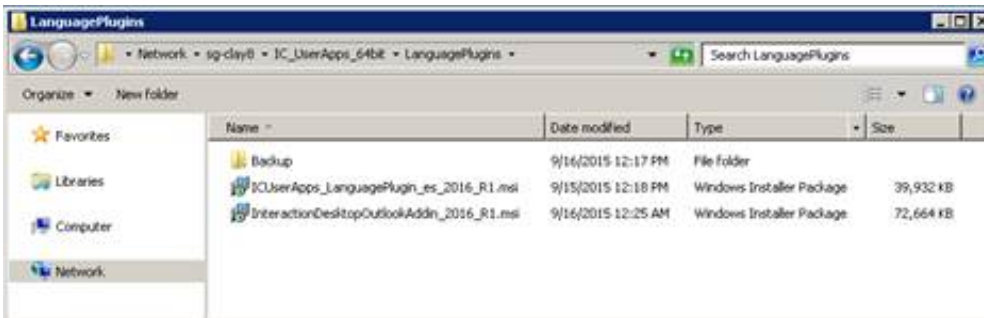 LanguagePlugins
Network • sg-clay8 • IC_UserApps_64bit • LanguagePlugins •
Search LanguagePlugins
Organize New folder
Favorites
Libraries
Computer
Network
Name Date modified Type Size
Backup 9/16/2015 12:17 PM File folder
ICUserApps_LanguagePlugin_es_2016_R1.msi 9/15/2015 12:18 PM Windows Installer Package 39,932 KB
InteractionDesktopOutlookAddin_2016_R1.msi 9/16/2015 12:25 AM Windows Installer Package 72,664 KB